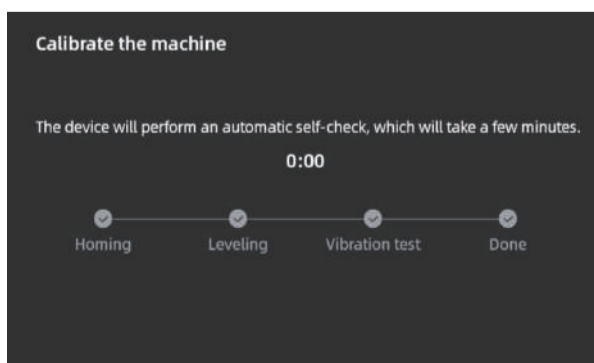 Calibrate the machine
The device will perform an automatic self-check, which will take a few minutes.
0:00
Homing
Leveling
Vibration test
Done